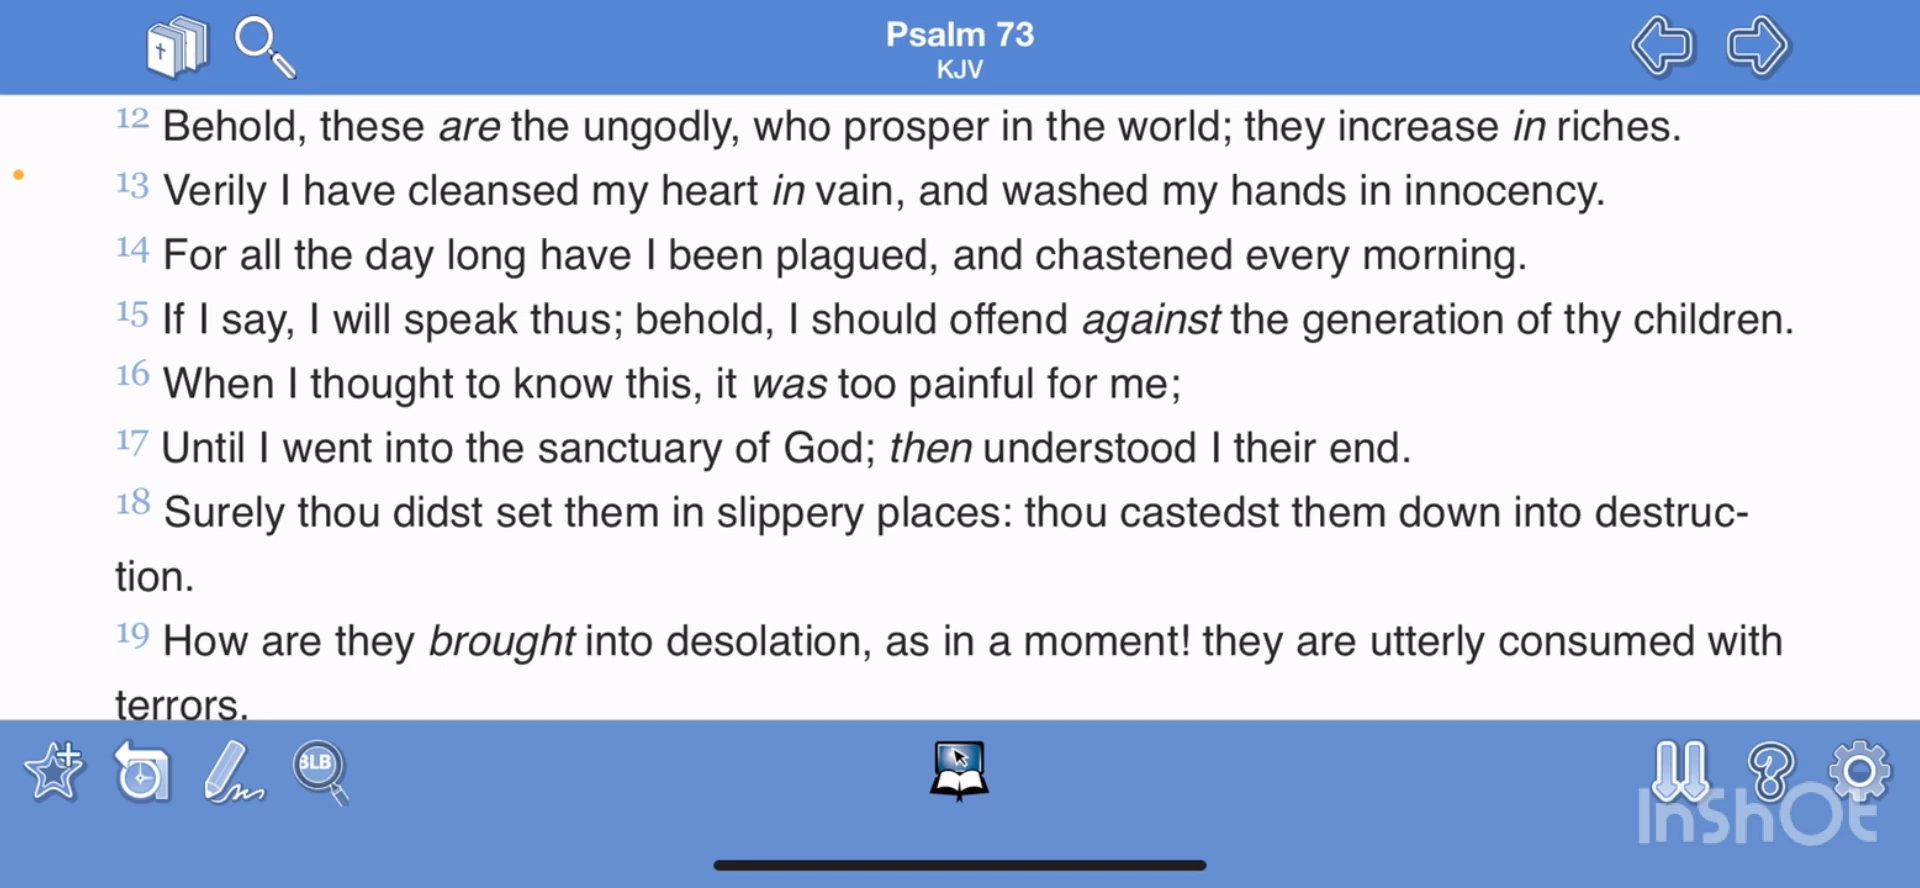 Psalm 73
KJV
12 Behold, these are the ungodly, who prosper in the world; they increase in riches.
13 Verily I have cleansed my heart in vain, and washed my hands in innocency.
14 For all the day long have I been plagued, and chastened every morning.
15 If I say, I will speak thus; behold, I should offend against the generation of thy children.
16 When I thought to know this, it was too painful for me;
17 Until I went into the sanctuary of God; then understood I their end.
18 Surely thou didst set them in slippery places: thou castedst them down into destruc-
tion.
19 How are they brought into desolation, as in a moment! they are utterly consumed with
terrors.
BLB
InShOt